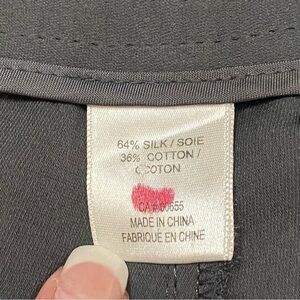 64% SILK / SOIE
36% COTTON /
COTON
MADE IN CHINA
FABRIQUE EN CHINE